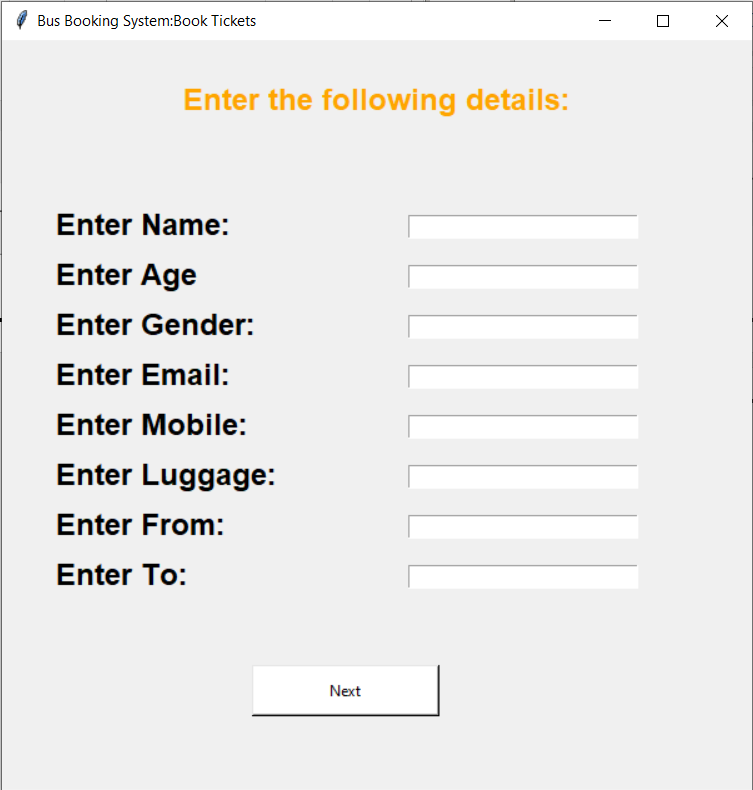 Bus Booking System:Book Tickets
Enter the following details:
Enter Name:
Enter Age
Enter Gender:
Enter Email:
Enter Mobile:
Enter Luggage:
Enter From:
Enter To:
Next